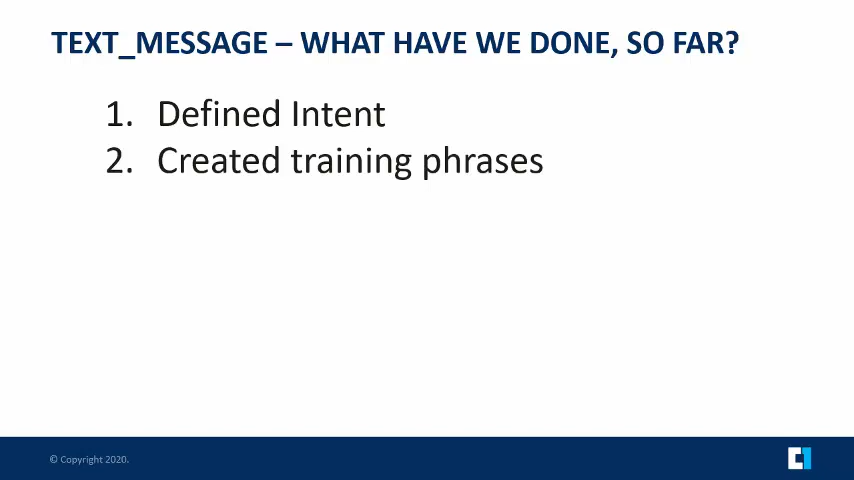 TEXT_MESSAGE – WHAT HAVE WE DONE, SO FAR?
1. Defined Intent
2. Created training phrases
© Copyright 2020.